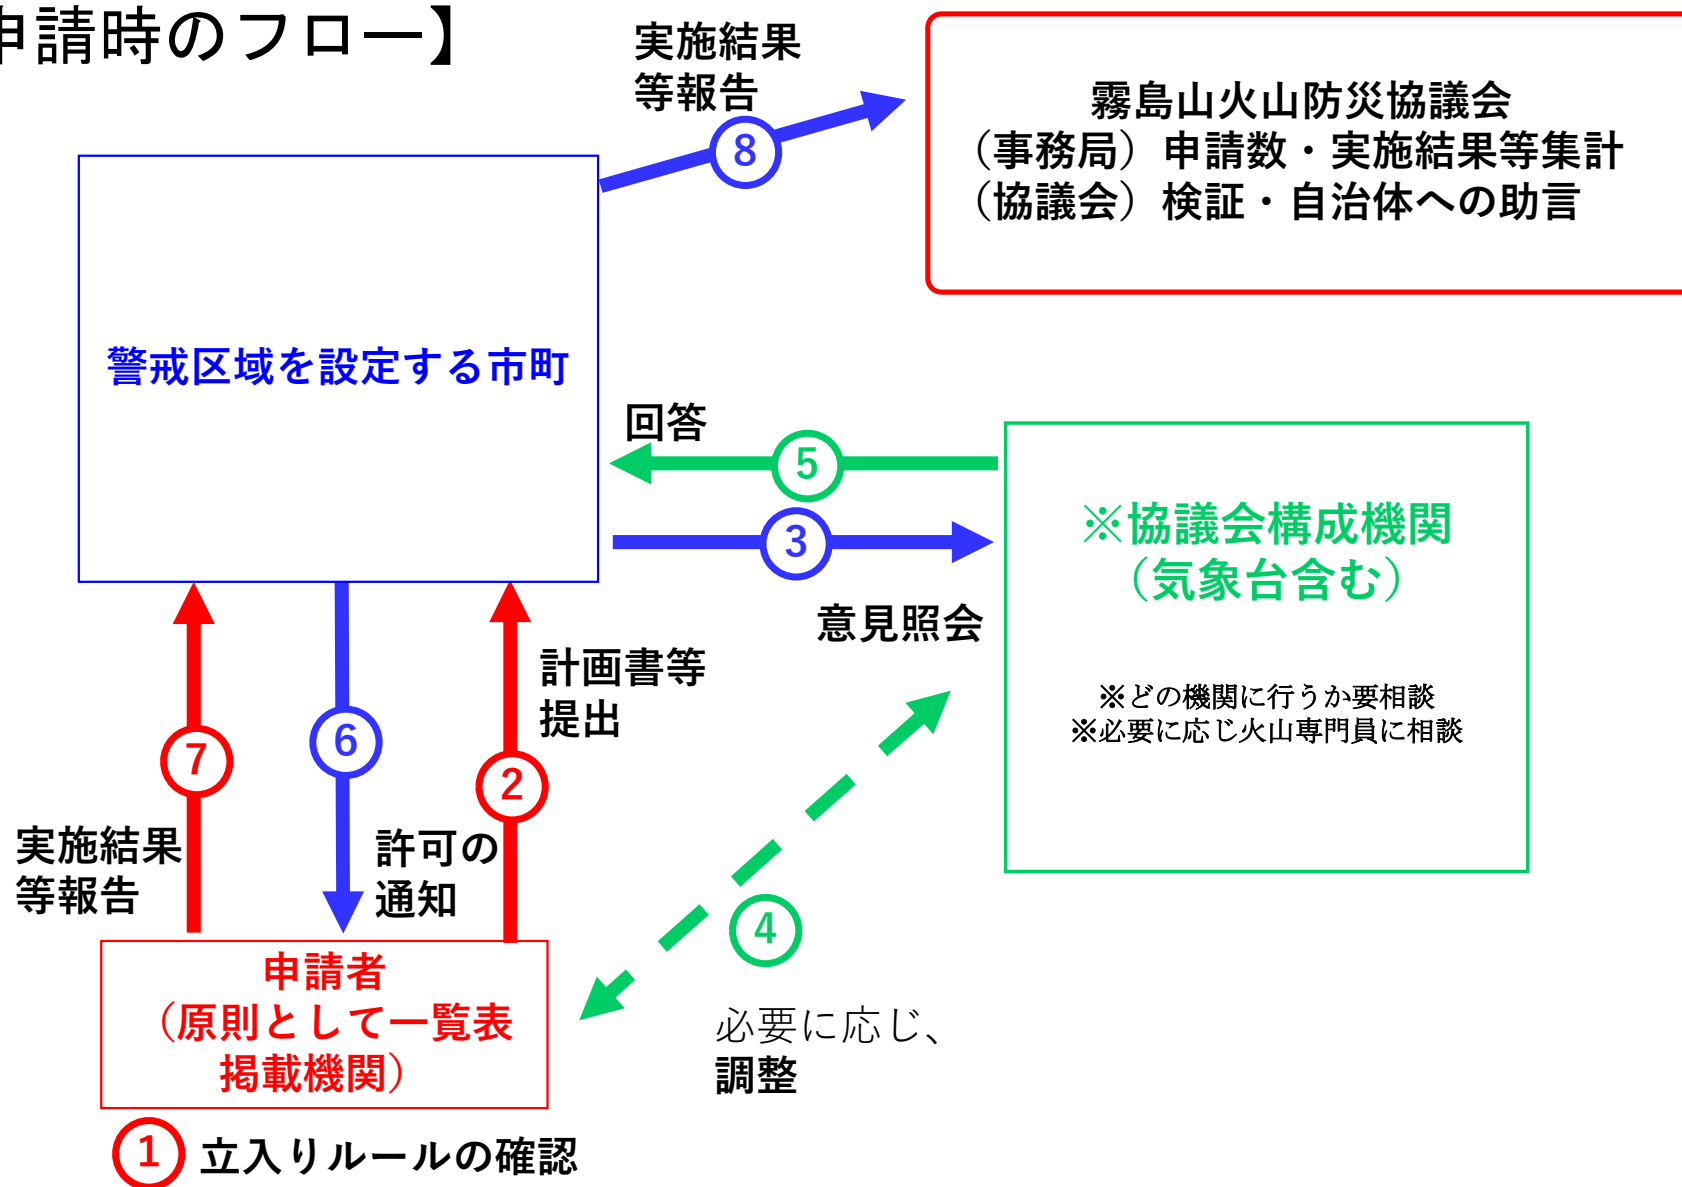 申請時のフロー】
実施結果
等報告
8
霧島山火山防災協議会
（事務局）申請数・実施結果等集計
（協議会）検証・自治体への助言
警戒区域を設定する市町
回答
5
3
意見照会
※協議会構成機関
（気象台含む）
※どの機関に行うか要相談
※必要に応じ火山専門員に相談
計画書等
提出
7
6
2
実施結果
等報告
許可の
通知
4
必要に応じ、
調整
申請者
（原則として一覧表
掲載機関）
1 立入りルールの確認